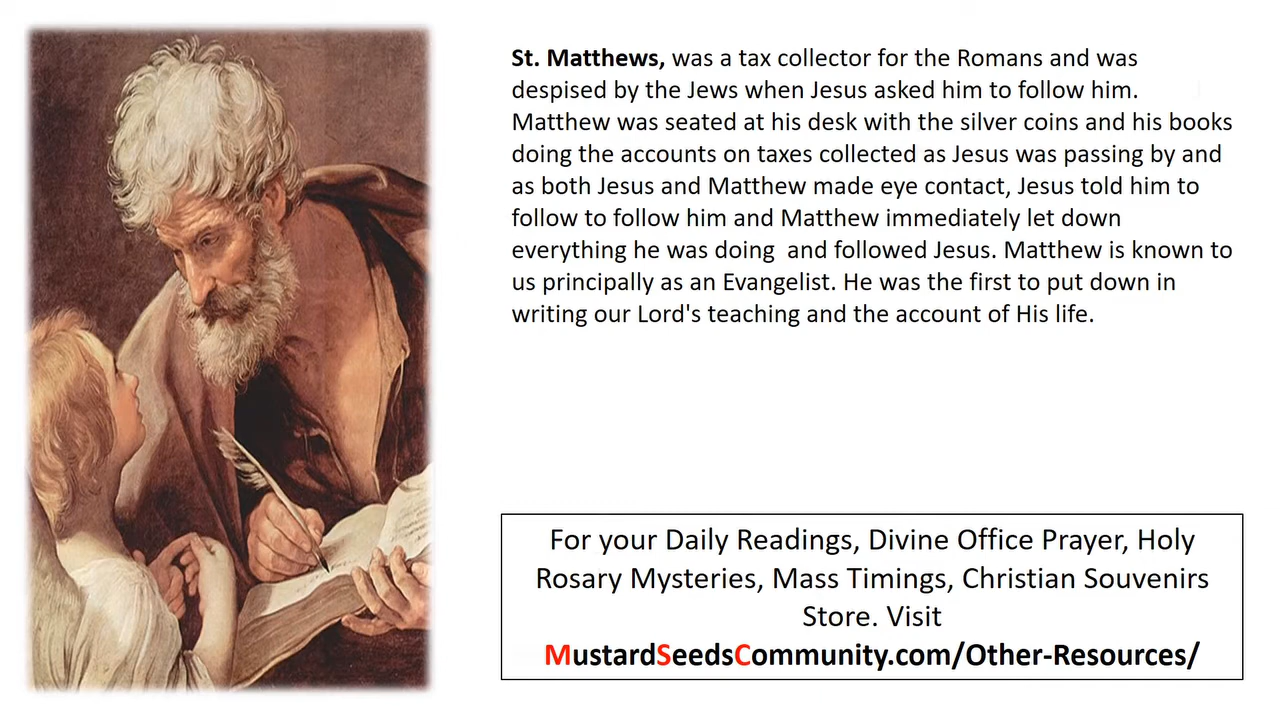 St. Matthews, was a tax collector for the Romans and was
despised by the Jews when Jesus asked him to follow him.
Matthew was seated at his desk with the silver coins and his books
doing the accounts on taxes collected as Jesus was passing by and
as both Jesus and Matthew made eye contact, Jesus told him to
follow to follow him and Matthew immediately let down
everything he was doing  and followed Jesus. Matthew is known to
us principally as an Evangelist. He was the first to put down in
writing our Lord's teaching and the account of His life.
For your Daily Readings, Divine Office Prayer, Holy
Rosary Mysteries, Mass Timings, Christian Souvenirs
Store. Visit
MustardSeedsCommunity.com/Other-Resources/